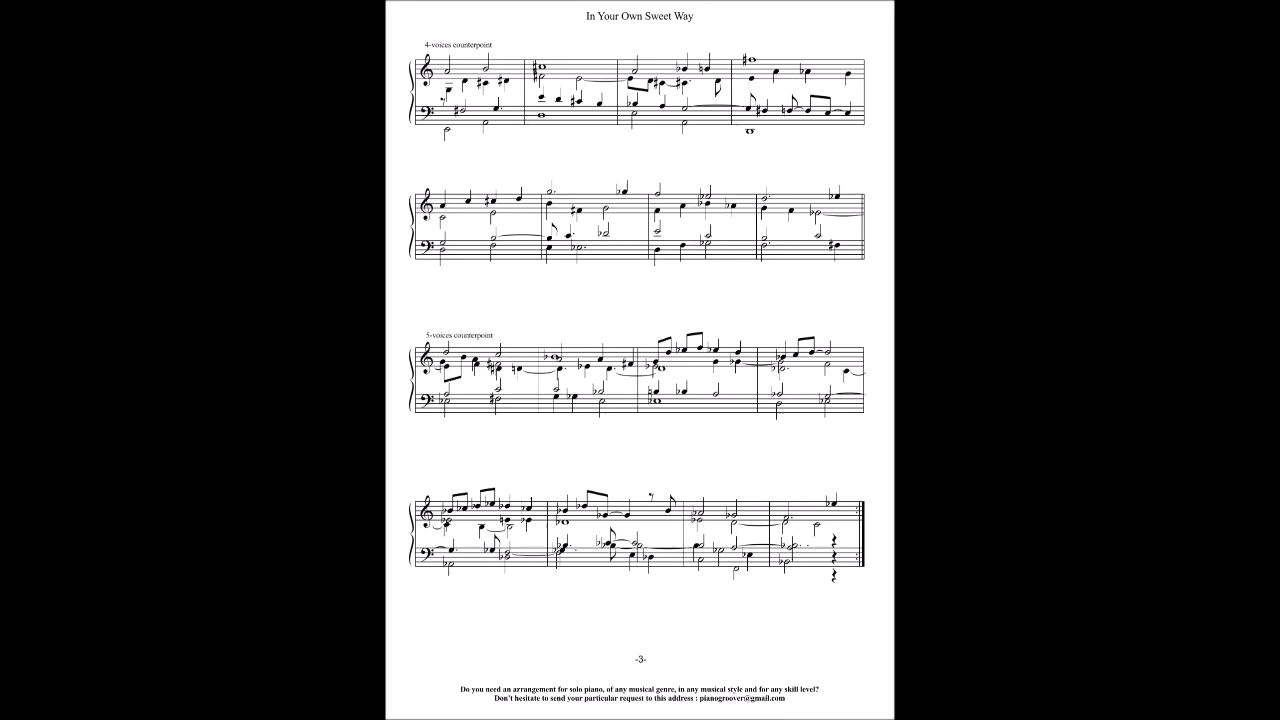 In Your Own Sweet Way
4-voices counterpoint
5-voices counterpoint
-3-
Do you need an arrangement for solo piano, of any musical genre, in any musical style and for any skill level?
Don't hesitate to send your particular request to this address : pianogroover@gmail.com